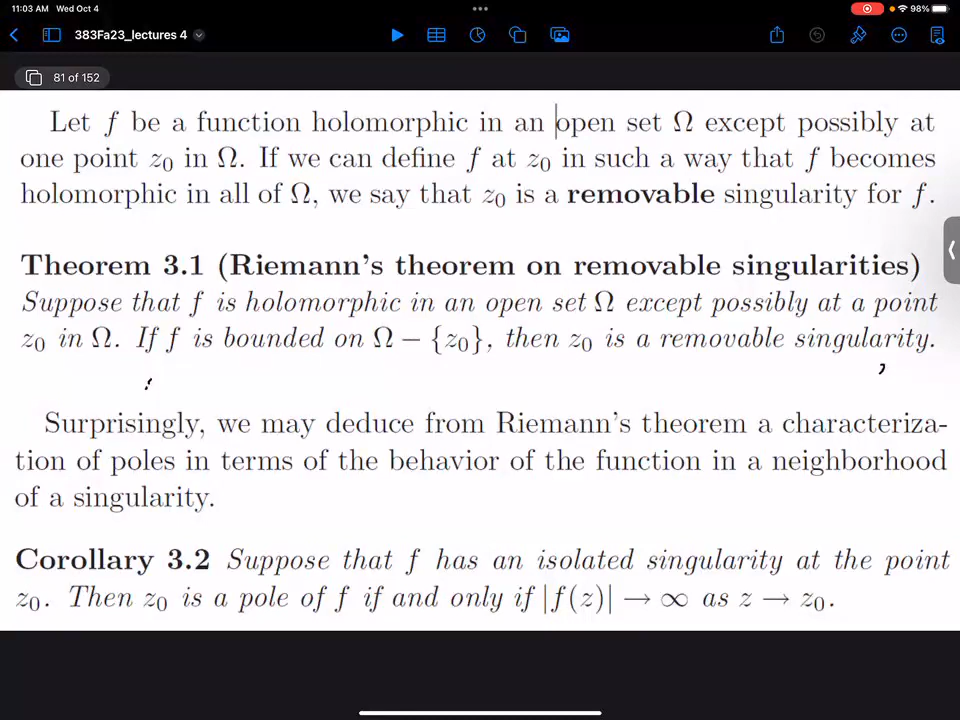 11:03 AM Wed Oct 4
98%
383Fa23_lectures 4
81 of 152
Let f be a function holomorphic in an open set Ω except possibly at
one point z₀ in Ω. If we can define f at z₀ in such a way that f becomes
holomorphic in all of Ω, we say that z₀ is a removable singularity for f.
Theorem 3.1 (Riemann's theorem on removable singularities)
Suppose that f is holomorphic in an open set Ω except possibly at a point
z₀ in Ω. If f is bounded on Ω − {z₀}, then z₀ is a removable singularity.
Surprisingly, we may deduce from Riemann's theorem a characteriza-
tion of poles in terms of the behavior of the function in a neighborhood
of a singularity.
Corollary 3.2 Suppose that f has an isolated singularity at the point
z₀. Then z₀ is a pole of f if and only if |f(z)| → ∞ as z → z₀.